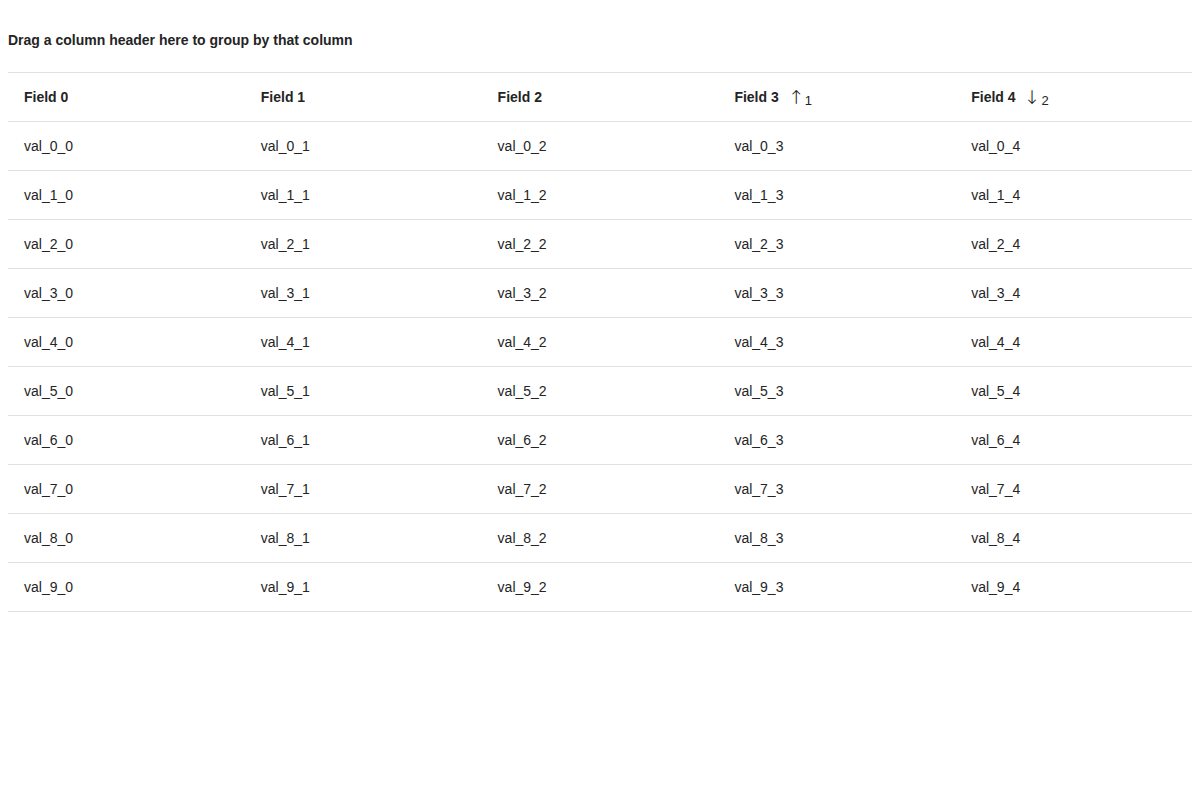 Drag a column header here to group by that column
Field 0 Field 1 Field 2 Field 3 ↑ 1 Field 4 ↓ 2
val_0_0 val_0_1 val_0_2 val_0_3 val_0_4
val_1_0 val_1_1 val_1_2 val_1_3 val_1_4
val_2_0 val_2_1 val_2_2 val_2_3 val_2_4
val_3_0 val_3_1 val_3_2 val_3_3 val_3_4
val_4_0 val_4_1 val_4_2 val_4_3 val_4_4
val_5_0 val_5_1 val_5_2 val_5_3 val_5_4
val_6_0 val_6_1 val_6_2 val_6_3 val_6_4
val_7_0 val_7_1 val_7_2 val_7_3 val_7_4
val_8_0 val_8_1 val_8_2 val_8_3 val_8_4
val_9_0 val_9_1 val_9_2 val_9_3 val_9_4